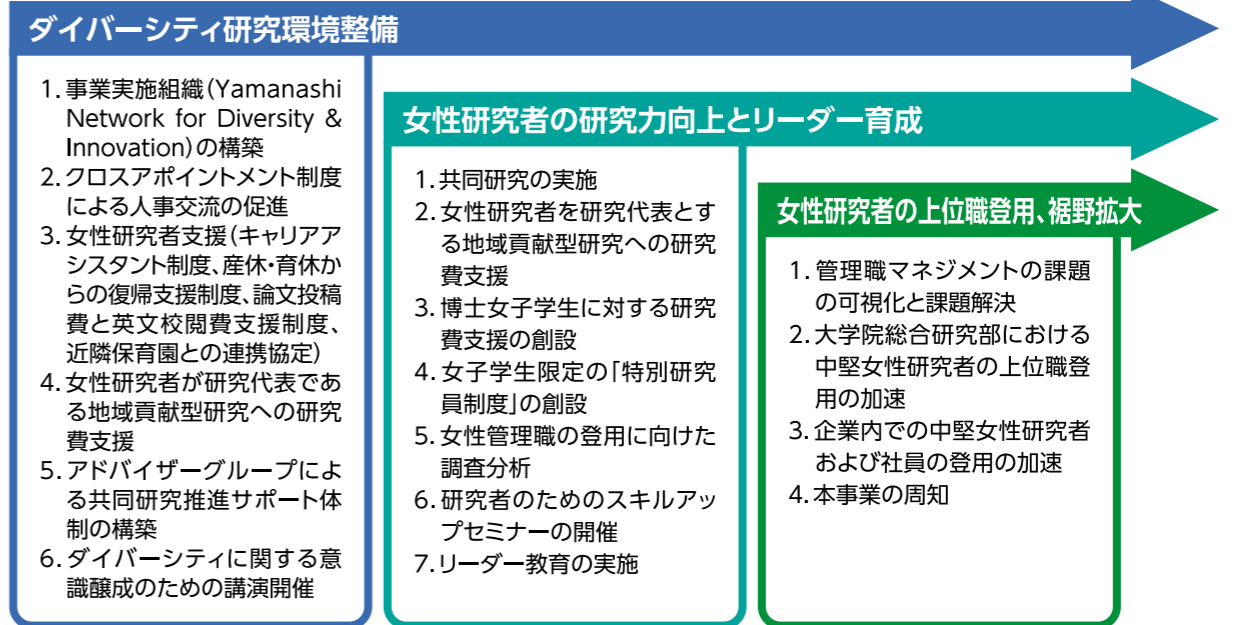 ダイバーシティ研究環境整備
1. 事業実施組織(Yamanashi
Network for Diversity &
Innovation)の構築
2. クロスアポイントメント制度
による人事交流の促進
3. 女性研究者支援(キャリアア
シスタント制度、産休・育休か
らの復帰支援制度、論文投稿
費と英文校閲費支援制度、
近隣保育園との連携協定)
4. 女性研究者が研究代表であ
る地域貢献型研究への研究
費支援
5. アドバイザーグループによ
る共同研究推進サポート体
制の構築
6. ダイバーシティに関する意
識醸成のための講演開催
女性研究者の研究力向上とリーダー育成
1. 共同研究の実施
2. 女性研究者を研究代表とす
る地域貢献型研究への研究
費支援
3. 博士女子学生に対する研究
費支援の創設
4. 女子学生限定の「特別研究
員制度」の創設
5. 女性管理職の登用に向けた
調査分析
6. 研究者のためのスキルアッ
プセミナーの開催
7. リーダー教育の実施
女性研究者の上位職登用、裾野拡大
1. 管理職マネジメントの課題
の可視化と課題解決
2. 大学院総合研究部における
中堅女性研究者の上位職登
用の加速
3. 企業内での中堅女性研究者
および社員の登用の加速
4. 本事業の周知